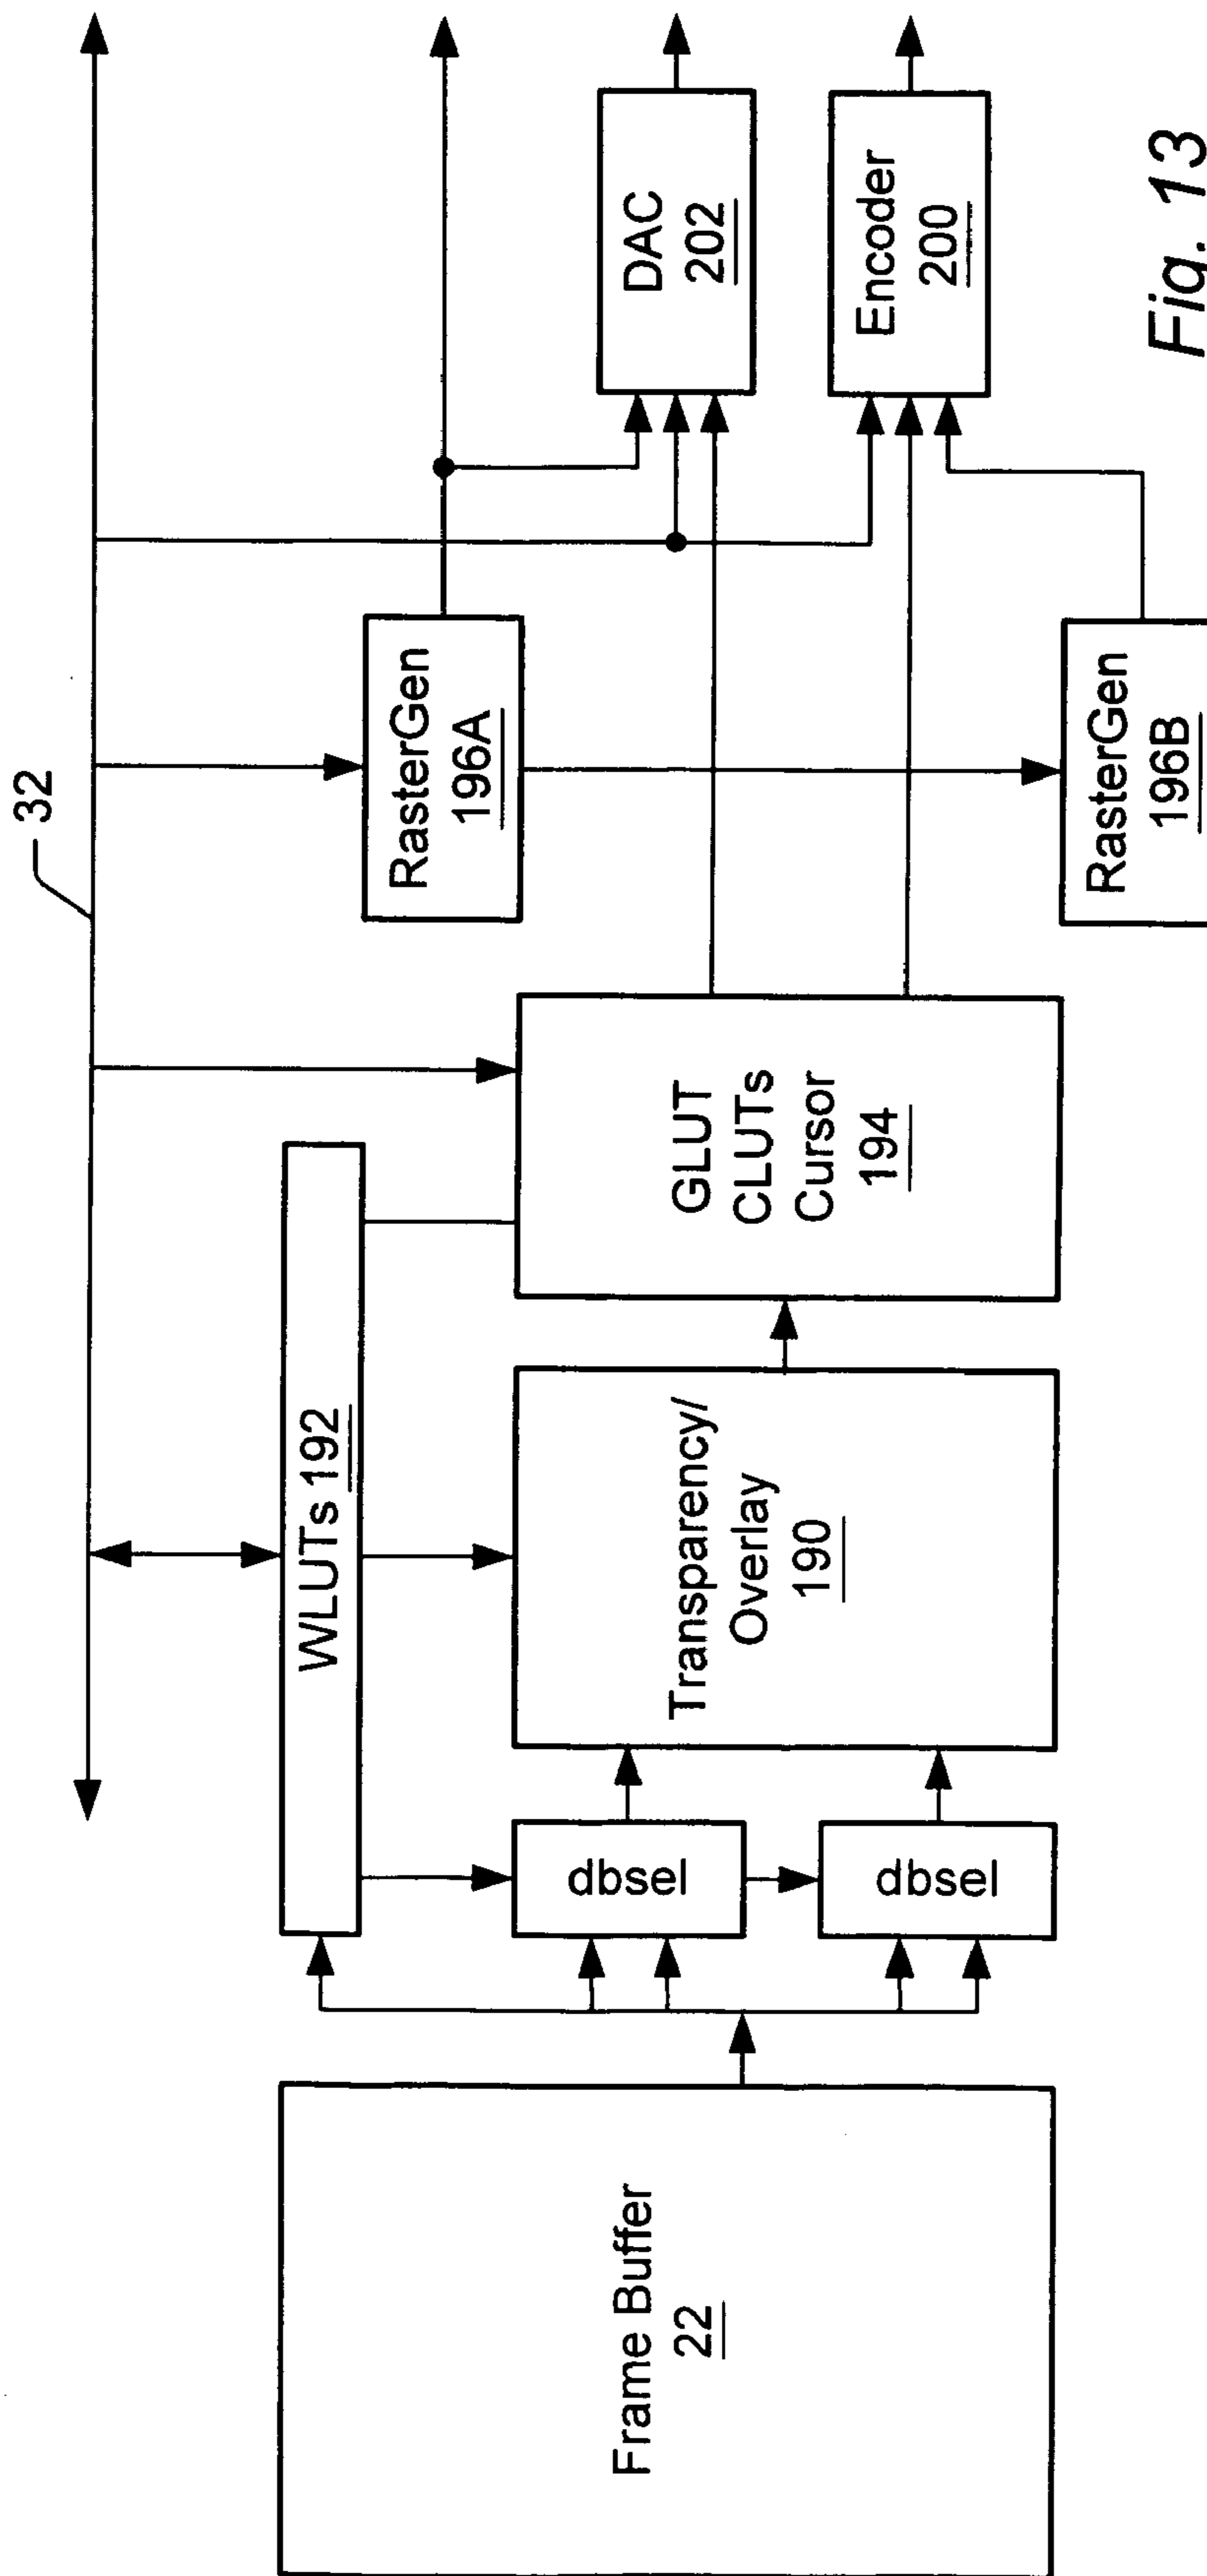 32
RasterGen
196A
DAC
202
Encoder
200
WLUTs 192
GLUT
CLUTs
Cursor
194
RasterGen
196B
Transparency/
Overlay
190
dbsel
dbsel
Frame Buffer
22
Fig. 13